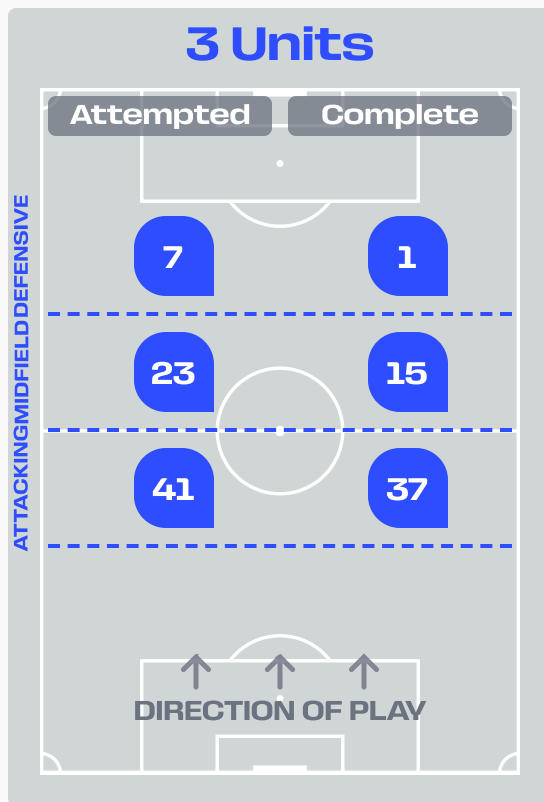 3 Units
Attempted Complete
DEFENSIVE
7 1
MIDFIELD
23 15
ATTACKING
41 37
DIRECTION OF PLAY